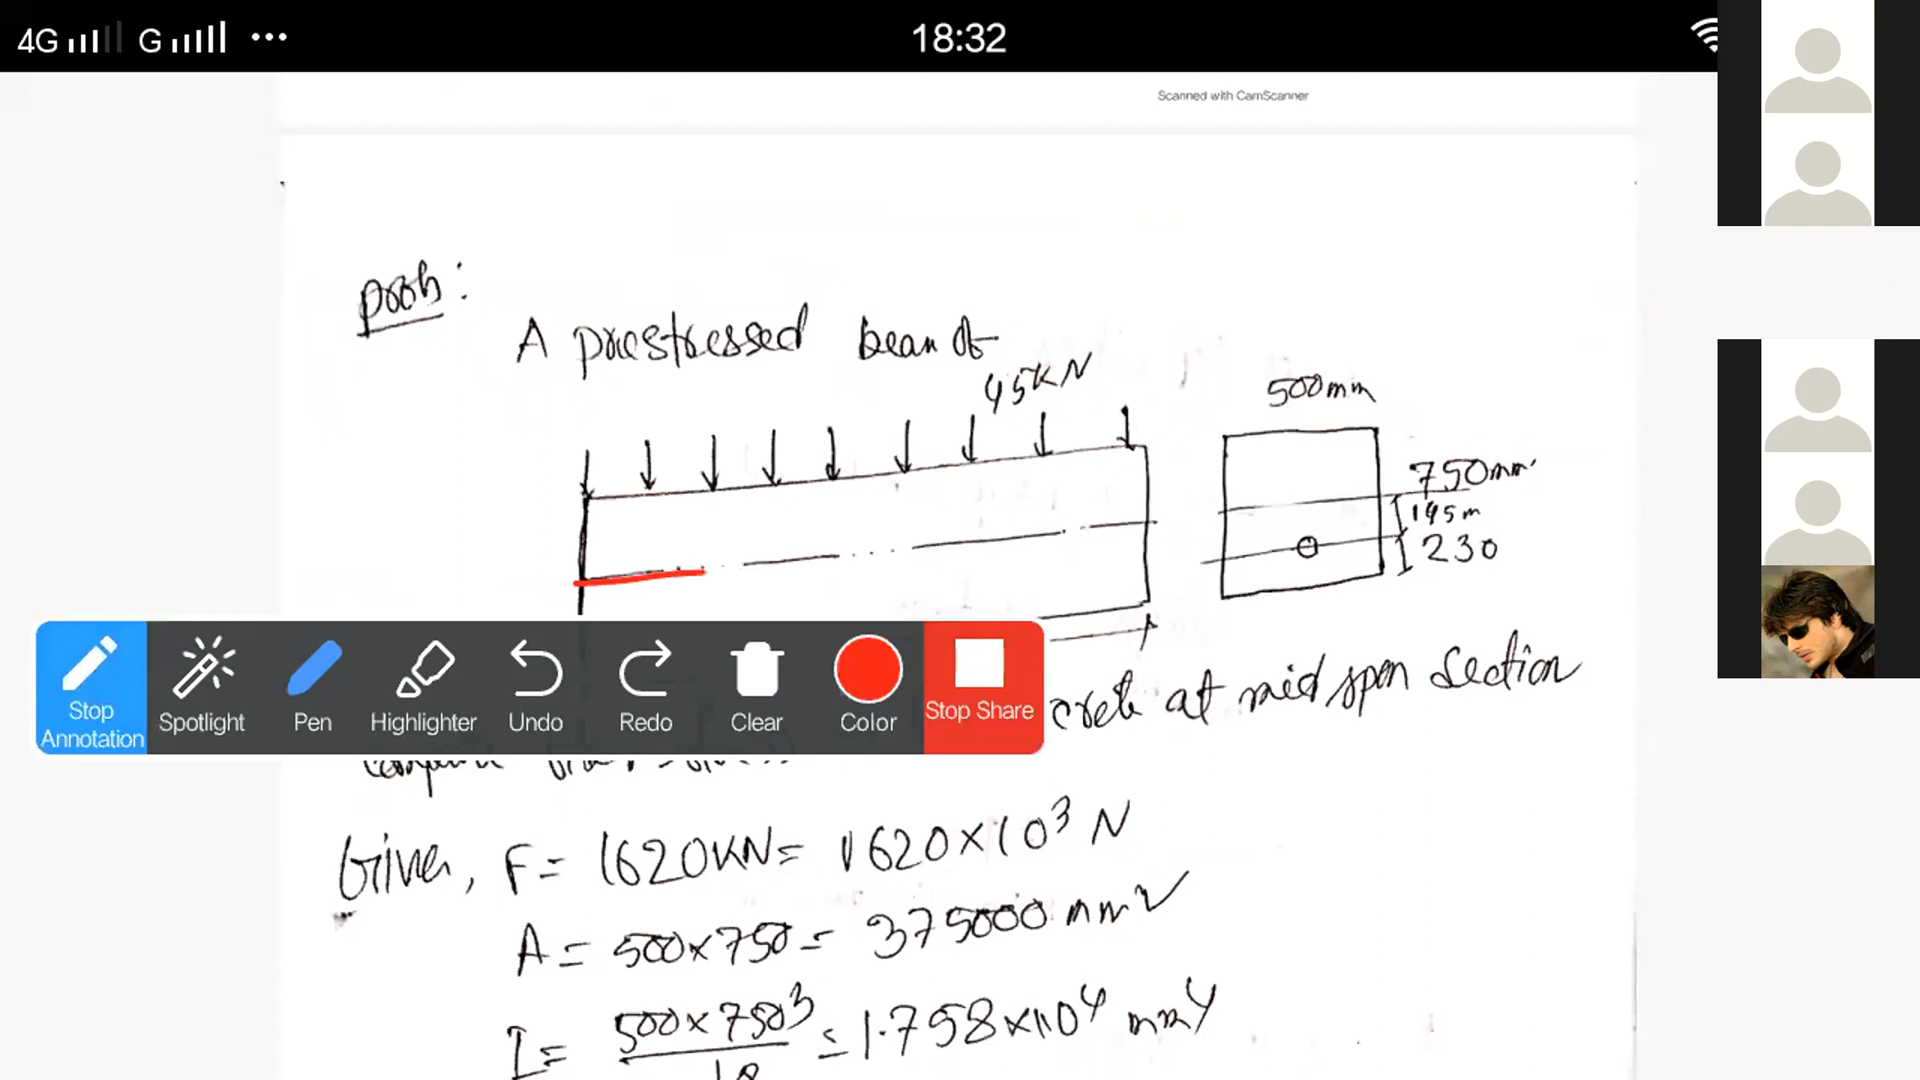 4G G ••• 18:32
Scanned with CamScanner
Prob:
A prestressed beam of
45KN
500mm
750mm
145m
230
crete at mid span section
Stop Annotation Spotlight Pen Highlighter Undo Redo Clear Color Stop Share
Given, F = 1620KN = 1620×10³ N
A = 500×750 = 375000 mm²
I = 500×750³ = 1.758×10⁴ mm⁴